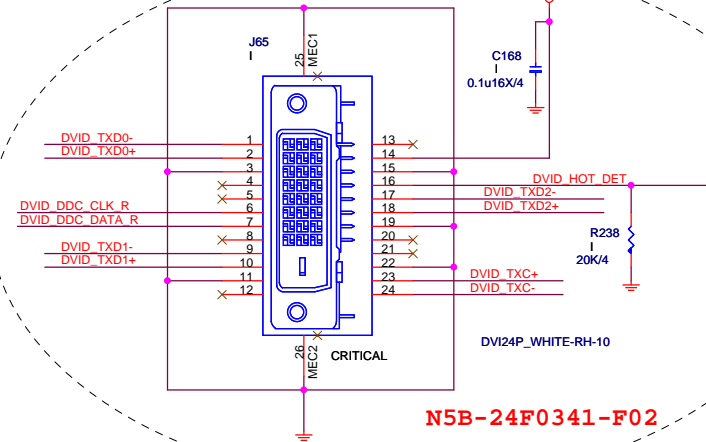 J65
I
25
MEC1
C168
I
0.1u16X/4
DVID_TXD0-
1
13
DVID_TXD0+
2
14
3
15
4
16
DVID_HOT_DET
5
17
DVID_TXD2-
DVID_DDC_CLK_R
6
18
DVID_TXD2+
DVID_DDC_DATA_R
7
19
8
20
DVID_TXD1-
9
21
DVID_TXD1+
10
22
11
23
DVID_TXC+
12
24
DVID_TXC-
R238
I
20K/4
26
MEC2
CRITICAL
DVI24P_WHITE-RH-10
N5B-24F0341-F02